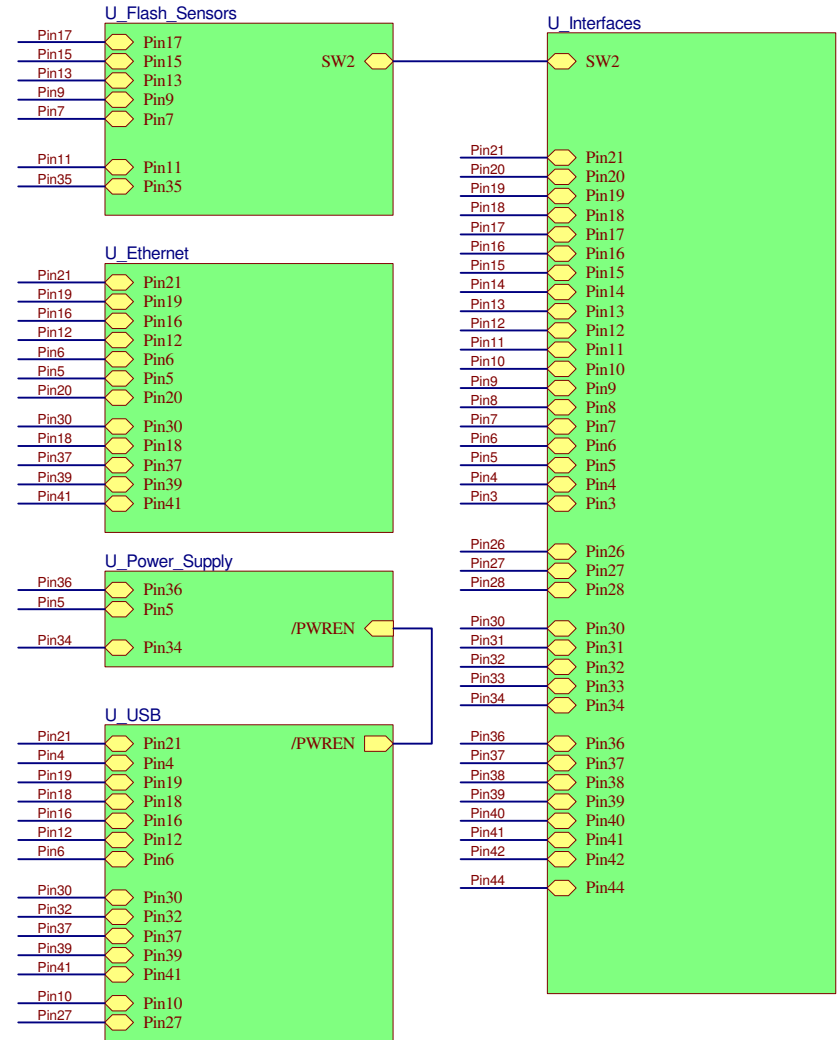 U_Flash_Sensors
Pin17 Pin17
Pin15 Pin15 SW2
Pin13 Pin13
Pin9 Pin9
Pin7 Pin7
Pin11 Pin11
Pin35 Pin35
U_Ethernet
Pin21 Pin21
Pin19 Pin19
Pin16 Pin16
Pin12 Pin12
Pin6 Pin6
Pin5 Pin5
Pin20 Pin20
Pin30 Pin30
Pin18 Pin18
Pin37 Pin37
Pin39 Pin39
Pin41 Pin41
U_Power_Supply
Pin36 Pin36
Pin5 Pin5
/PWREN
Pin34 Pin34
U_USB
Pin21 Pin21 /PWREN
Pin4 Pin4
Pin19 Pin19
Pin18 Pin18
Pin16 Pin16
Pin12 Pin12
Pin6 Pin6
Pin30 Pin30
Pin32 Pin32
Pin37 Pin37
Pin39 Pin39
Pin41 Pin41
Pin10 Pin10
Pin27 Pin27
U_Interfaces
SW2
Pin21 Pin21
Pin20 Pin20
Pin19 Pin19
Pin18 Pin18
Pin17 Pin17
Pin16 Pin16
Pin15 Pin15
Pin14 Pin14
Pin13 Pin13
Pin12 Pin12
Pin11 Pin11
Pin10 Pin10
Pin9 Pin9
Pin8 Pin8
Pin7 Pin7
Pin6 Pin6
Pin5 Pin5
Pin4 Pin4
Pin3 Pin3
Pin26 Pin26
Pin27 Pin27
Pin28 Pin28
Pin30 Pin30
Pin31 Pin31
Pin32 Pin32
Pin33 Pin33
Pin34 Pin34
Pin36 Pin36
Pin37 Pin37
Pin38 Pin38
Pin39 Pin39
Pin40 Pin40
Pin41 Pin41
Pin42 Pin42
Pin44 Pin44